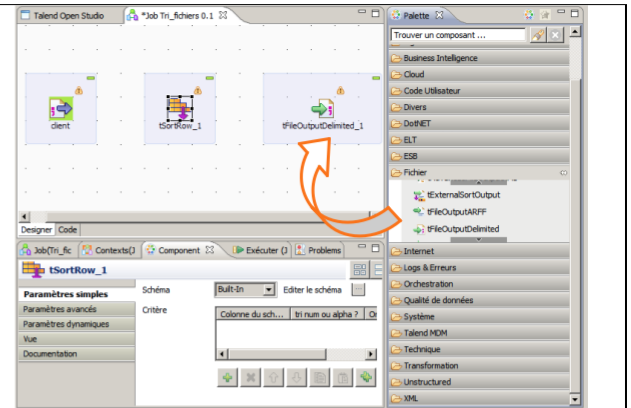 Talend Open Studio
*Job Tri_fichiers 0.1
client
tSortRow_1
tFileOutputDelimited_1
Designer Code
Job(Tri_fic
Contexts(J
Component
Exécuter (J
Problems
tSortRow_1
Paramètres simples
Paramètres avancés
Paramètres dynamiques
Vue
Documentation
Schéma
Built-In
Editer le schéma
...
Critère
Colonne du sch...
tri num ou alpha ?
Palette
Trouver un composant ...
Business Intelligence
Cloud
Code Utilisateur
Divers
DotNET
ELT
ESB
Fichier
tExternalSortOutput
tFileOutputARFF
tFileOutputDelimited
Internet
Logs & Erreurs
Orchestration
Qualité de données
Système
Talend MDM
Technique
Transformation
Unstructured
XML